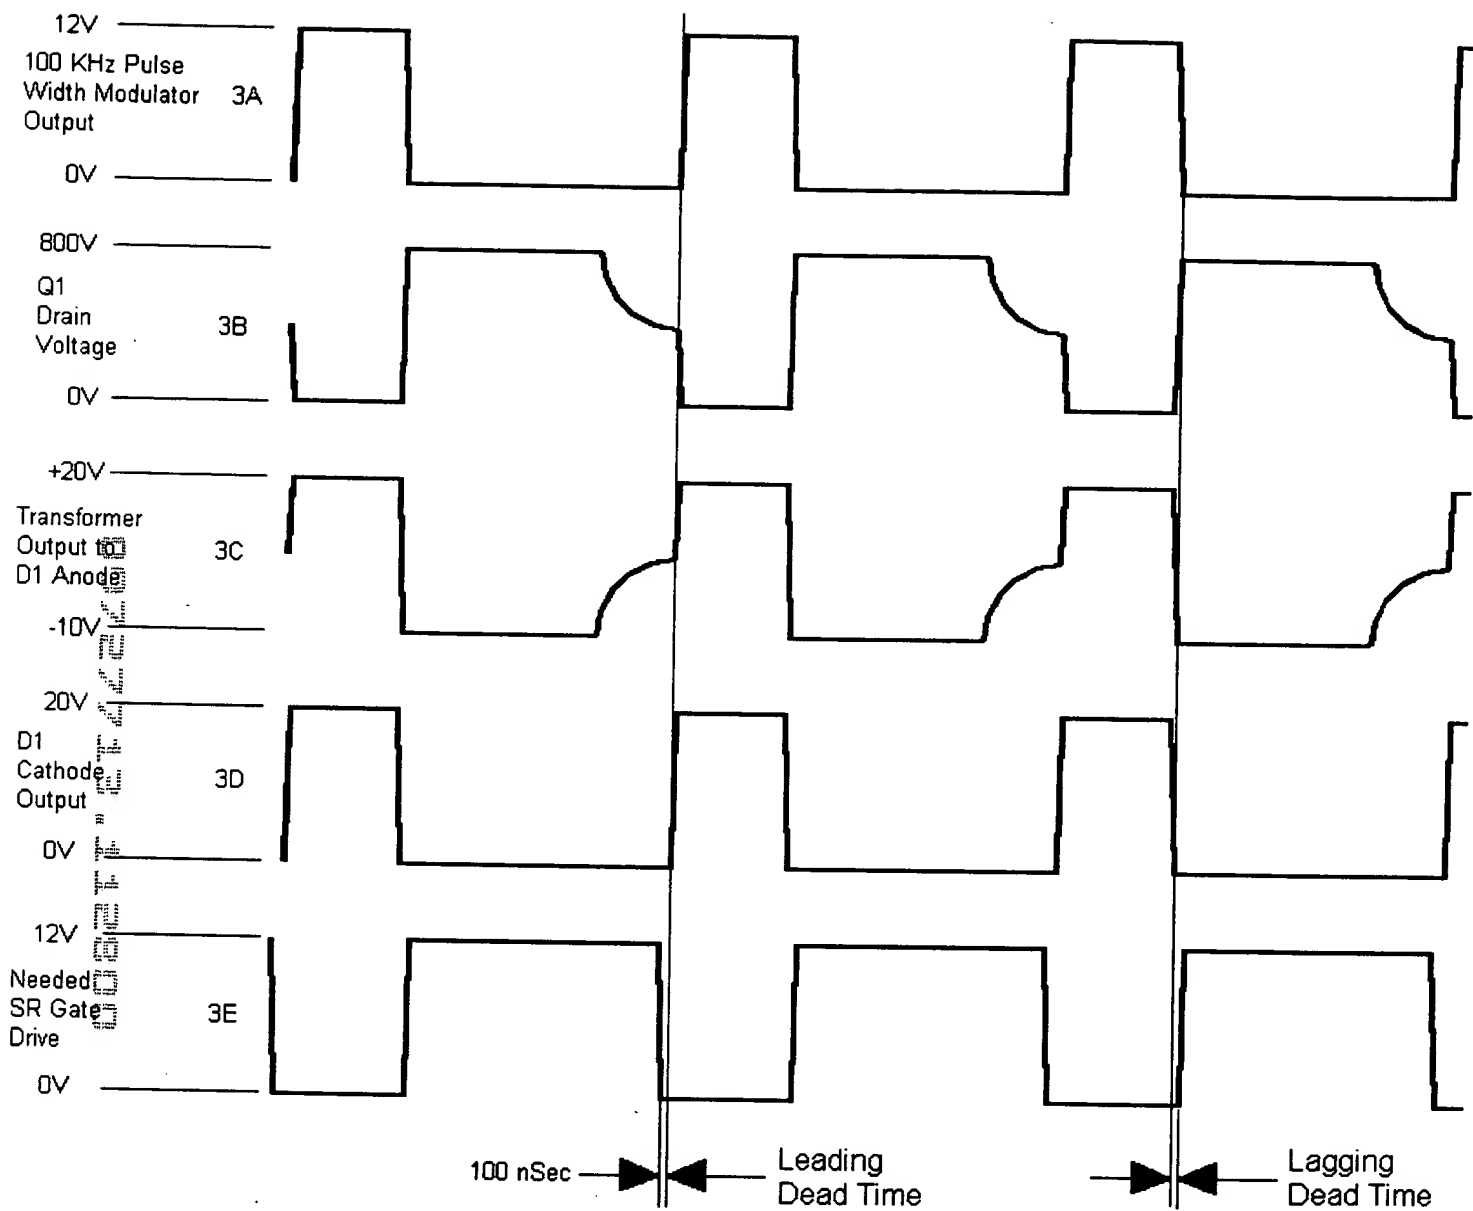 12V
100 KHz Pulse
Width Modulator 3A
Output
0V
800V
Q1
Drain 3B
Voltage
0V
+20V
Transformer
Output to 3C
D1 Anode
-10V
20V
D1
Cathode 3D
Output
0V
12V
Needed
SR Gate 3E
Drive
0V
100 nSec
Leading
Dead Time
Lagging
Dead Time